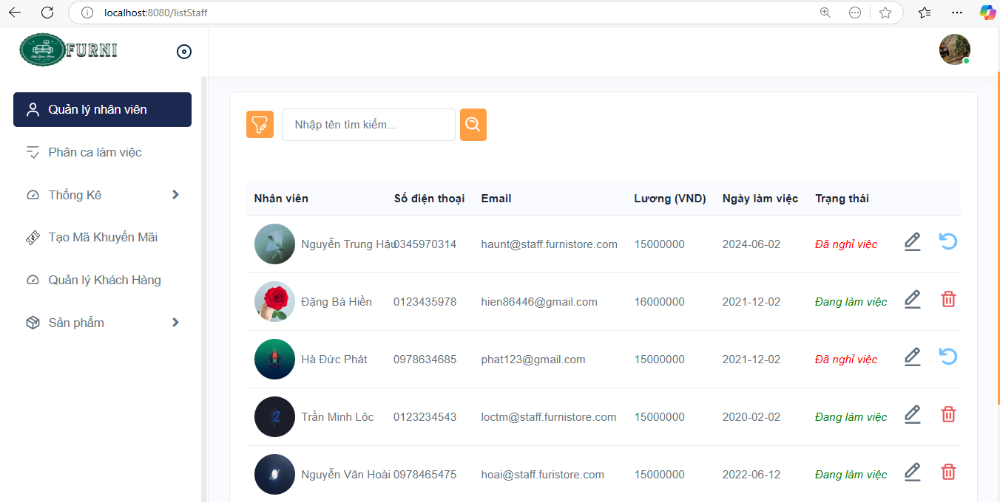 localhost:8080/listStaff
FURNI
Quản lý nhân viên
Phân ca làm việc
Thống Kê
Tạo Mã Khuyến Mãi
Quản lý Khách Hàng
Sản phẩm
Nhập tên tìm kiếm...
Nhân viên Số điện thoại Email Lương (VND) Ngày làm việc Trạng thái
Nguyễn Trung Hậu 0345970314 haunt@staff.furnistore.com 15000000 2024-06-02 Đã nghỉ việc
Đặng Bá Hiền 0123435978 hien86446@gmail.com 16000000 2021-12-02 Đang làm việc
Hà Đức Phát 0978634685 phat123@gmail.com 15000000 2021-12-02 Đã nghỉ việc
Trần Minh Lộc 0123234543 loctm@staff.furnistore.com 15000000 2020-02-02 Đang làm việc
Nguyễn Văn Hoài 0978465475 hoai@staff.furistore.com 15000000 2022-06-12 Đang làm việc